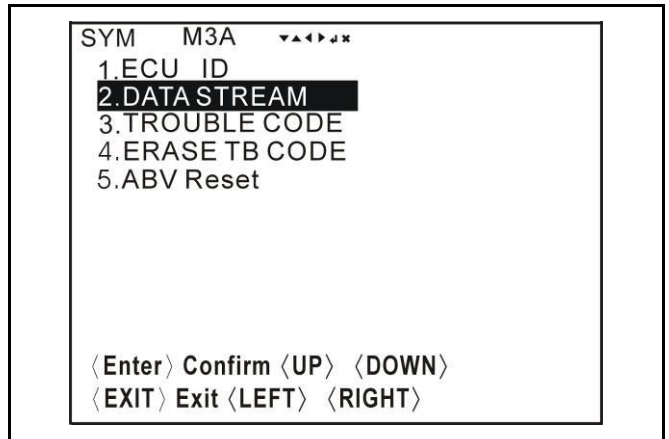 SYM M3A ▼▲◀▶↲✖
1.ECU ID
2.DATA STREAM
3.TROUBLE CODE
4.ERASE TB CODE
5.ABV Reset
〈Enter〉 Confirm 〈UP〉 〈DOWN〉
〈EXIT〉 Exit 〈LEFT〉 〈RIGHT〉